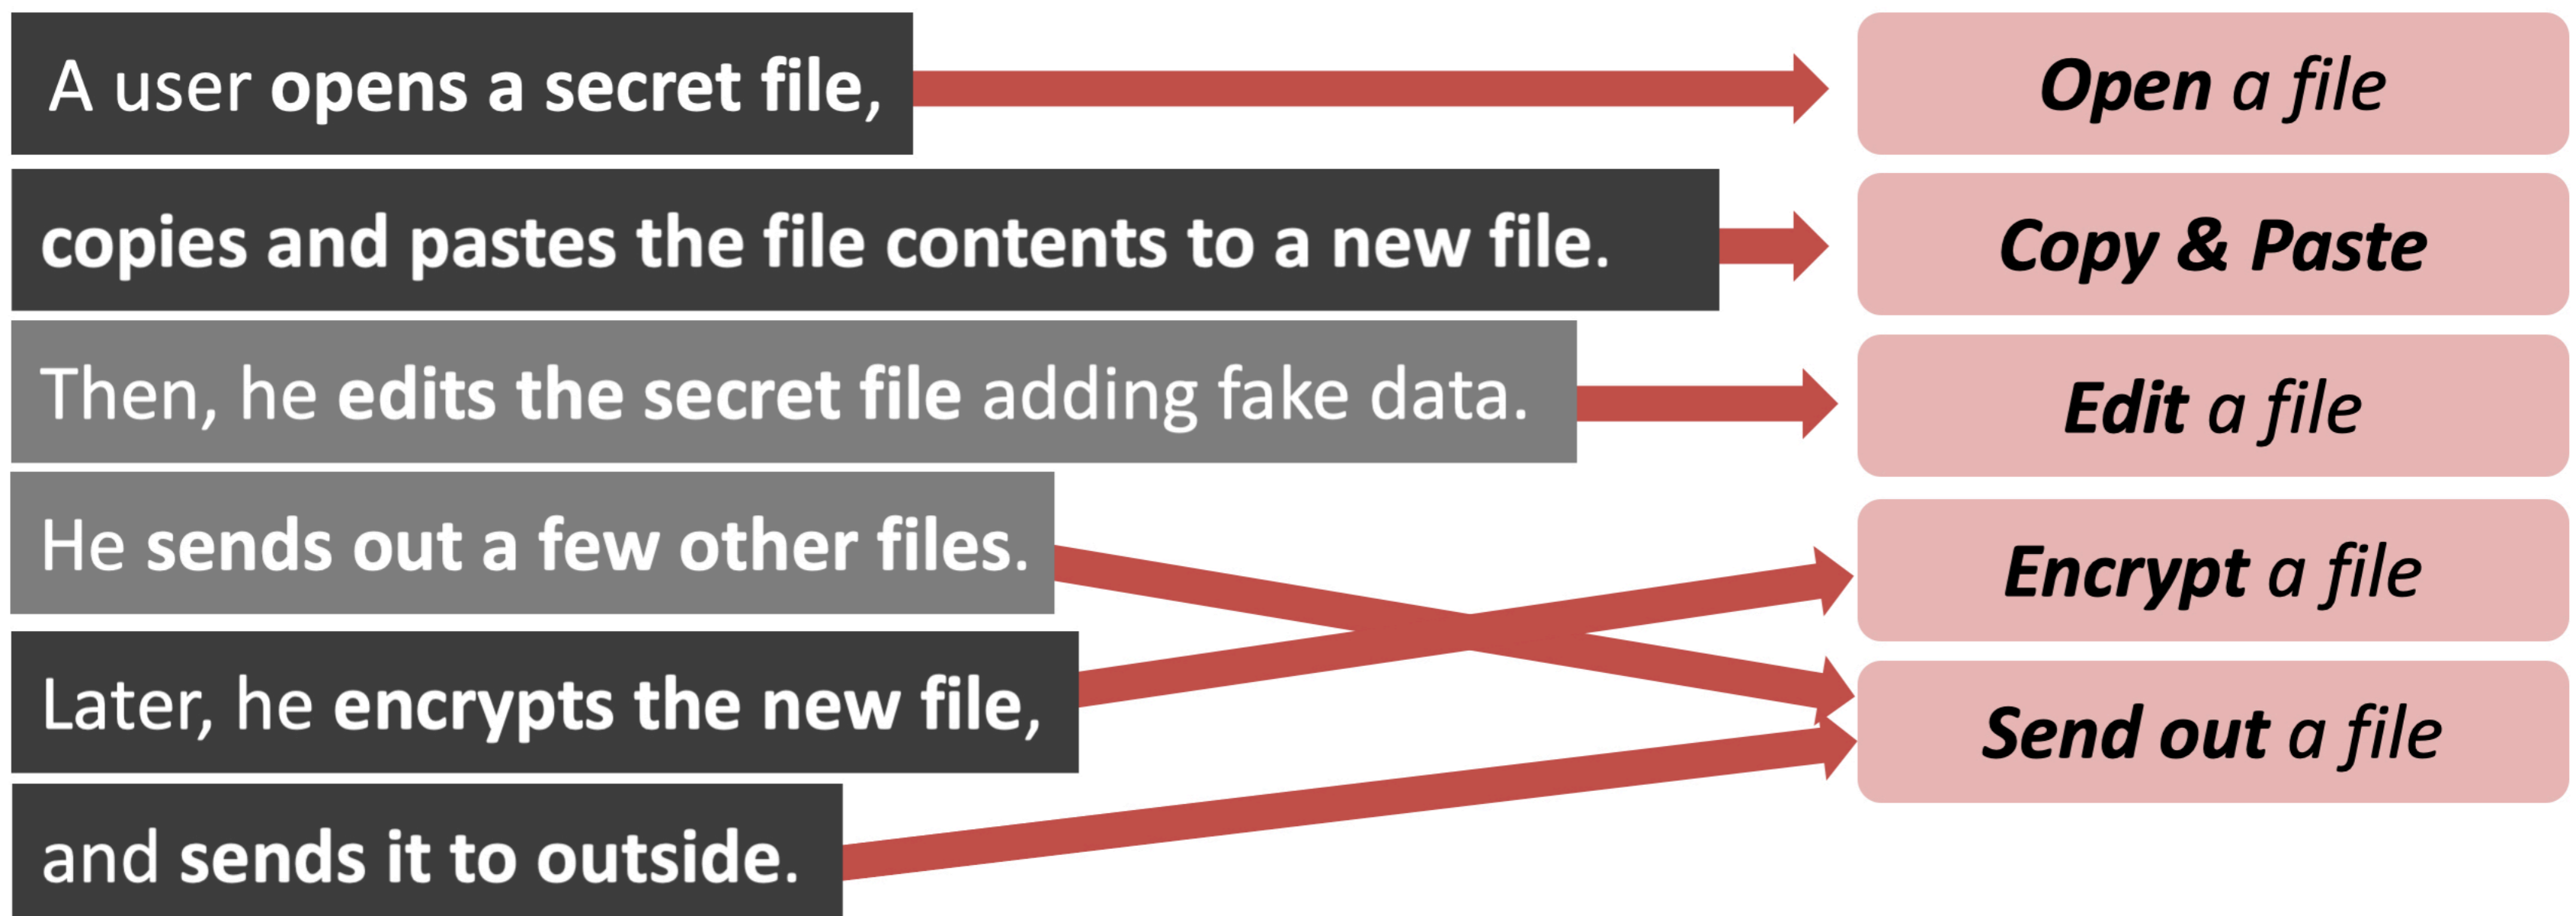 A user opens a secret file,
Open a file
copies and pastes the file contents to a new file.
Copy & Paste
Then, he edits the secret file adding fake data.
Edit a file
He sends out a few other files.
Encrypt a file
Later, he encrypts the new file,
Send out a file
and sends it to outside.